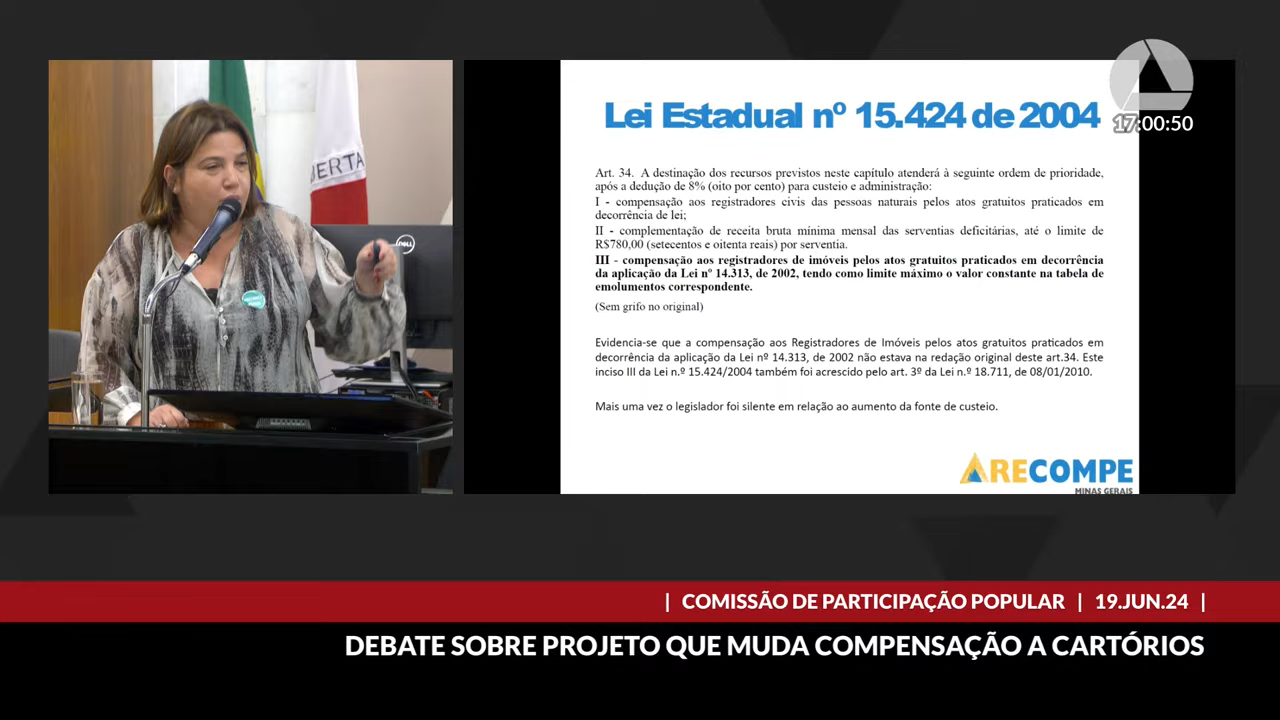 Lei Estadual nº 15.424 de 2004
17:00:50
Art. 34. A destinação dos recursos previstos neste capítulo atenderá à seguinte ordem de prioridade,
após a dedução de 8% (oito por cento) para custeio e administração:
I - compensação aos registradores civis das pessoas naturais pelos atos gratuitos praticados em
decorrência de lei;
II - complementação de receita bruta mínima mensal das serventias deficitárias, até o limite de
R$780,00 (setecentos e oitenta reais) por serventia.
III - compensação aos registradores de imóveis pelos atos gratuitos praticados em decorrência
da aplicação da Lei nº 14.313, de 2002, tendo como limite máximo o valor constante na tabela de
emolumentos correspondente.
(Sem grifo no original)
Evidencia-se que a compensação aos Registradores de Imóveis pelos atos gratuitos praticados em
decorrência da aplicação da Lei nº 14.313, de 2002 não estava na redação original deste art.34. Este
inciso III da Lei n.º 15.424/2004 também foi acrescido pelo art. 3º da Lei n.º 18.711, de 08/01/2010.
Mais uma vez o legislador foi silente em relação ao aumento da fonte de custeio.
RECOMPE
MINAS GERAIS
DELL
| COMISSÃO DE PARTICIPAÇÃO POPULAR | 19.JUN.24 |
DEBATE SOBRE PROJETO QUE MUDA COMPENSAÇÃO A CARTÓRIOS